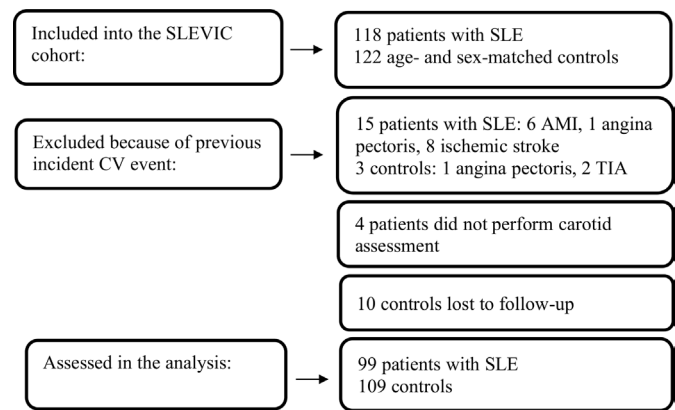 Included into the SLEVIC
cohort:
118 patients with SLE
122 age- and sex-matched controls
Excluded because of previous
incident CV event:
15 patients with SLE: 6 AMI, 1 angina
pectoris, 8 ischemic stroke
3 controls: 1 angina pectoris, 2 TIA
4 patients did not perform carotid
assessment
10 controls lost to follow-up
Assessed in the analysis:
99 patients with SLE
109 controls